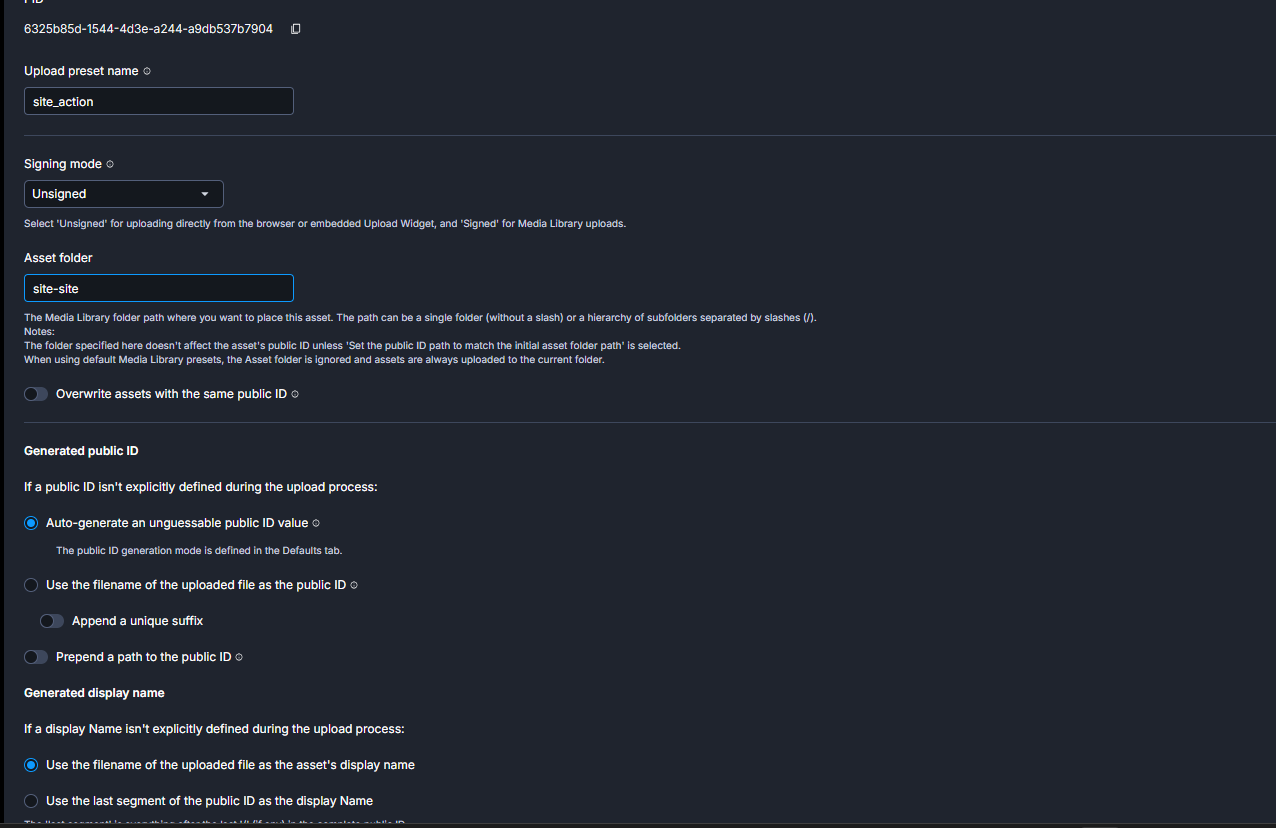 PID
6325b85d-1544-4d3e-a244-a9db537b7904
Upload preset name
site_action
Signing mode
Unsigned
Select 'Unsigned' for uploading directly from the browser or embedded Upload Widget, and 'Signed' for Media Library uploads.
Asset folder
site-site
The Media Library folder path where you want to place this asset. The path can be a single folder (without a slash) or a hierarchy of subfolders separated by slashes (/).
Notes:
The folder specified here doesn't affect the asset's public ID unless 'Set the public ID path to match the initial asset folder path' is selected.
When using default Media Library presets, the Asset folder is ignored and assets are always uploaded to the current folder.
Overwrite assets with the same public ID
Generated public ID
If a public ID isn't explicitly defined during the upload process:
Auto-generate an unguessable public ID value
The public ID generation mode is defined in the Defaults tab.
Use the filename of the uploaded file as the public ID
Append a unique suffix
Prepend a path to the public ID
Generated display name
If a display Name isn't explicitly defined during the upload process:
Use the filename of the uploaded file as the asset's display name
Use the last segment of the public ID as the display Name